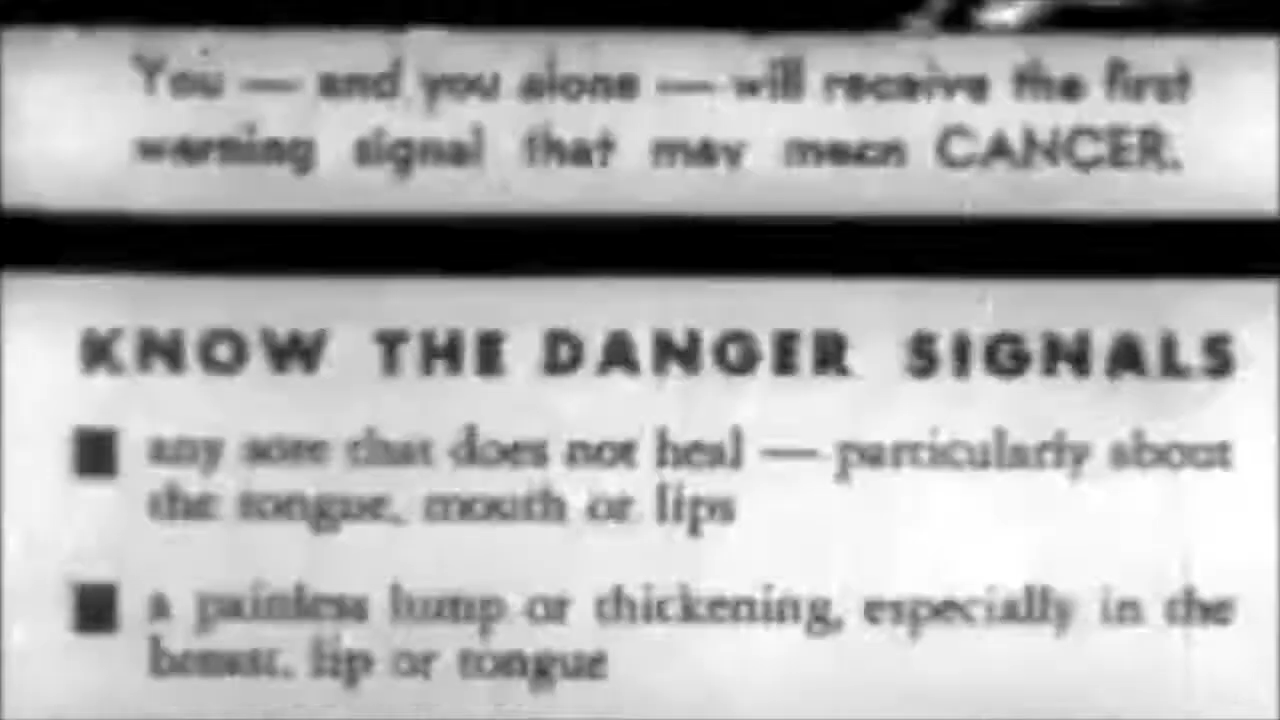 You — and you alone — will receive the first
warning signal that may mean CANCER.
KNOW THE DANGER SIGNALS
any sore that does not heal — particularly about
the tongue, mouth or lips
a painless lump or thickening, especially in the
breast, lip or tongue